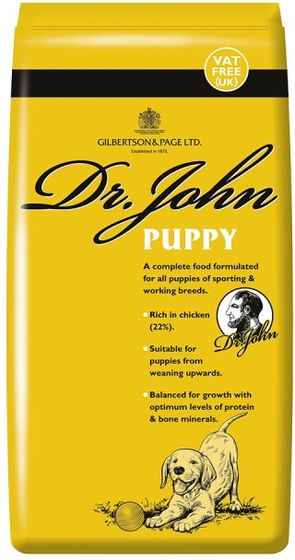 VAT
FREE
(UK)
GILBERTSON & PAGE LTD.
Established in 1873.
Dr. John
PUPPY
A complete food formulated
for all puppies of sporting &
working breeds.
• Rich in chicken
(22%).
Dr. John
• Suitable for
puppies from
weaning upwards.
• Balanced for growth with
optimum levels of protein
& bone minerals.